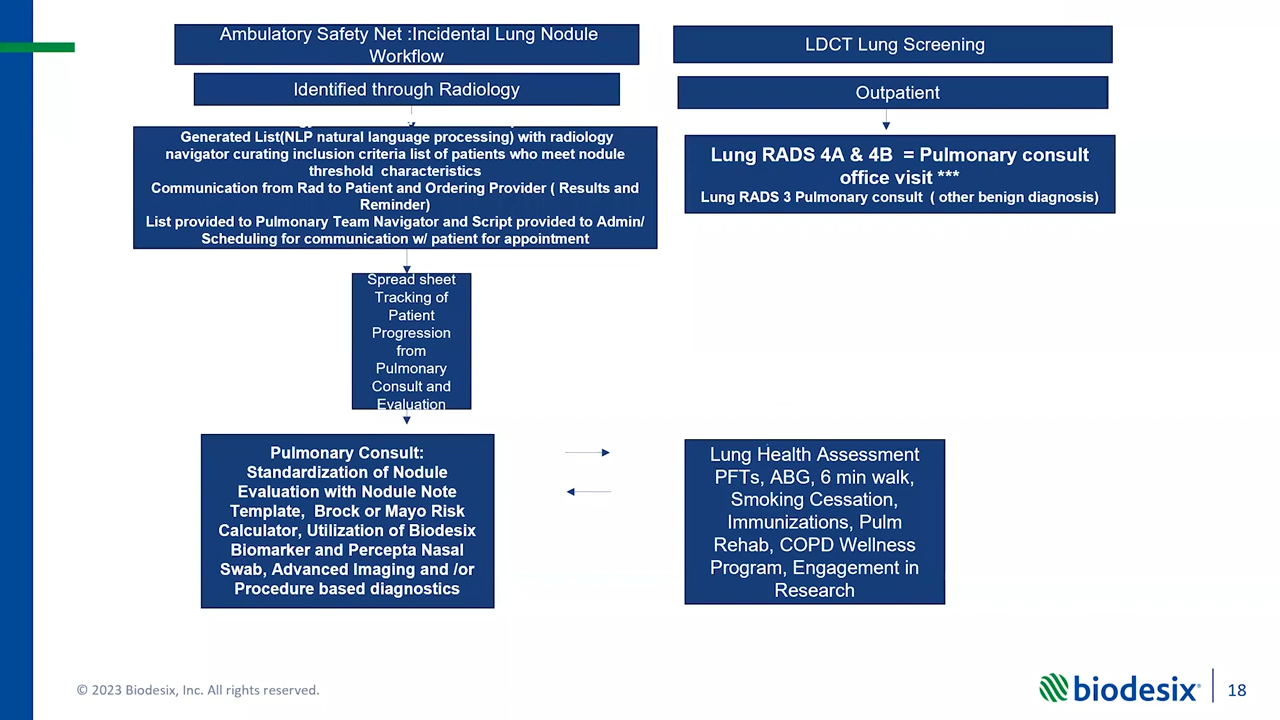 Ambulatory Safety Net :Incidental Lung Nodule
Workflow
Identified through Radiology
Generated List(NLP natural language processing) with radiology
navigator curating inclusion criteria list of patients who meet nodule
threshold characteristics
Communication from Rad to Patient and Ordering Provider ( Results and
Reminder)
List provided to Pulmonary Team Navigator and Script provided to Admin/
Scheduling for communication w/ patient for appointment
Spread sheet
Tracking of
Patient
Progression
from
Pulmonary
Consult and
Evaluation
Pulmonary Consult:
Standardization of Nodule
Evaluation with Nodule Note
Template, Brock or Mayo Risk
Calculator, Utilization of Biodesix
Biomarker and Percepta Nasal
Swab, Advanced Imaging and /or
Procedure based diagnostics
LDCT Lung Screening
Outpatient
Lung RADS 4A & 4B = Pulmonary consult
office visit ***
Lung RADS 3 Pulmonary consult ( other benign diagnosis)
Lung Health Assessment
PFTs, ABG, 6 min walk,
Smoking Cessation,
Immunizations, Pulm
Rehab, COPD Wellness
Program, Engagement in
Research
© 2023 Biodesix, Inc. All rights reserved.
biodesix
18